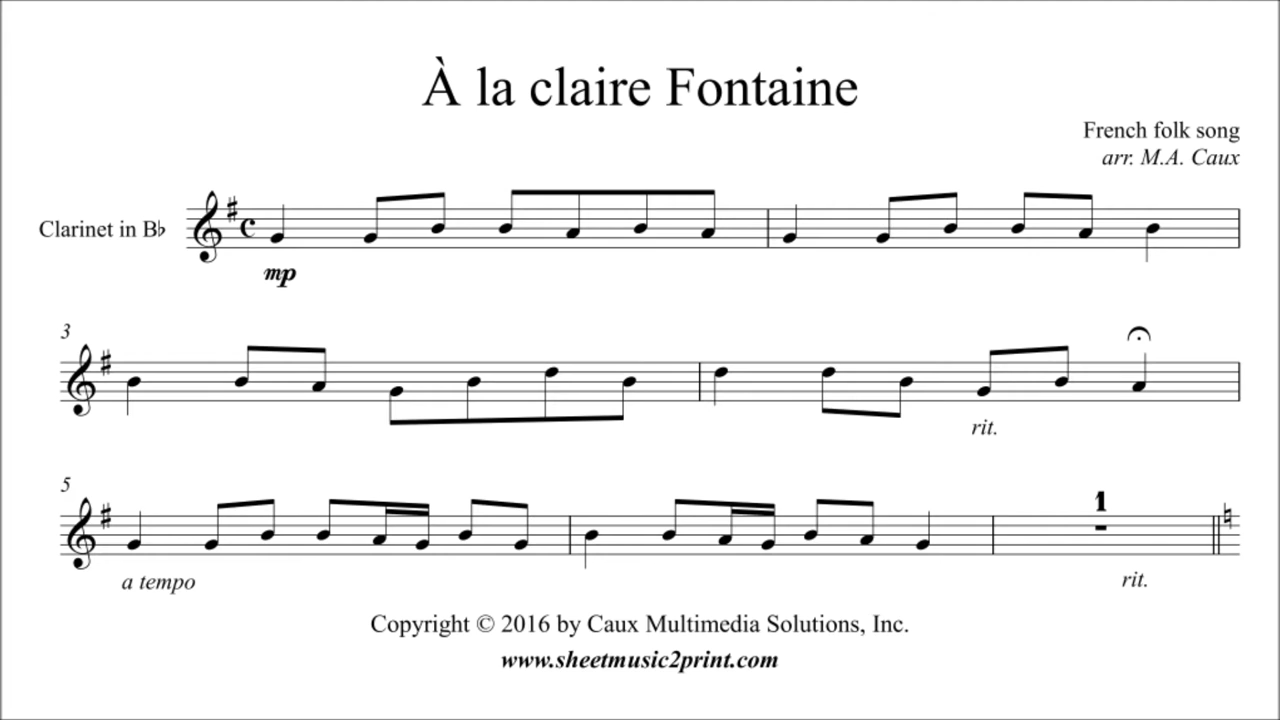 À la claire Fontaine
French folk song
arr. M.A. Caux
Clarinet in B♭
mp
3
rit.
5
1
a tempo
rit.
Copyright © 2016 by Caux Multimedia Solutions, Inc.
www.sheetmusic2print.com